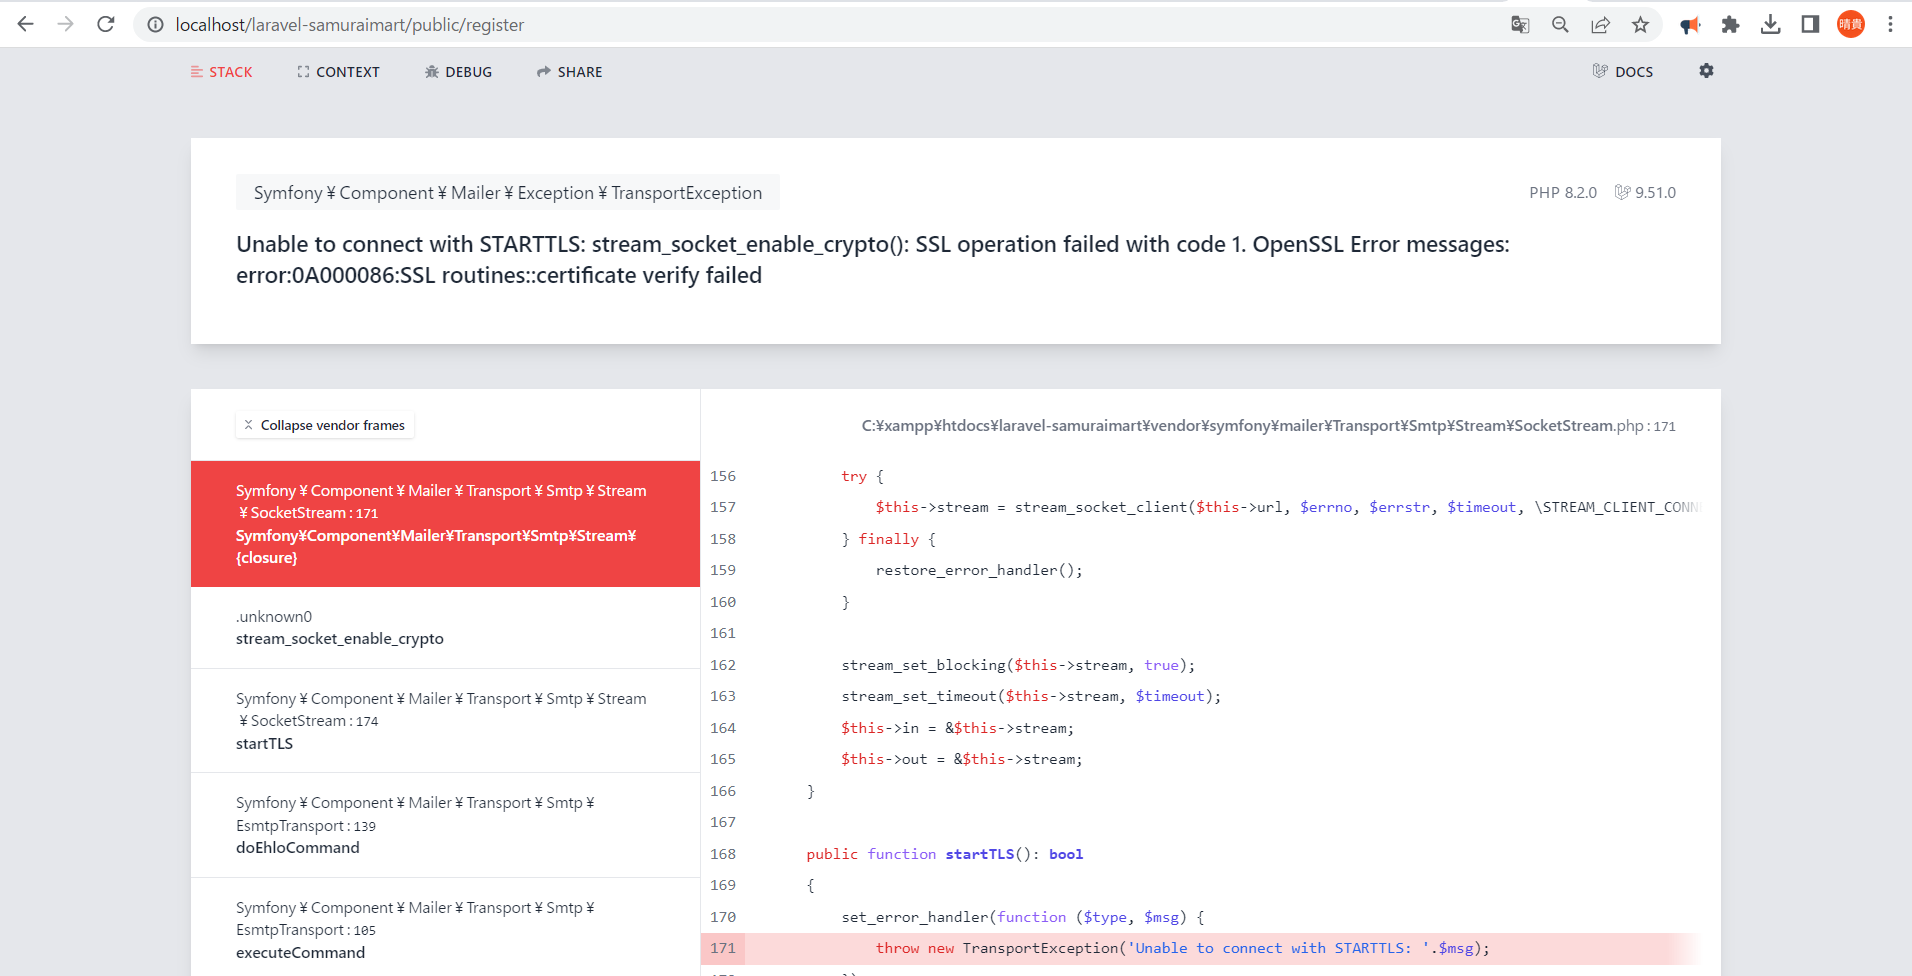 localhost/laravel-samuraimart/public/register
晴貴
STACK
CONTEXT
DEBUG
SHARE
DOCS
Symfony ¥ Component ¥ Mailer ¥ Exception ¥ TransportException
PHP 8.2.0
9.51.0
Unable to connect with STARTTLS: stream_socket_enable_crypto(): SSL operation failed with code 1. OpenSSL Error messages:
error:0A000086:SSL routines::certificate verify failed
Collapse vendor frames
Symfony ¥ Component ¥ Mailer ¥ Transport ¥ Smtp ¥ Stream
¥ SocketStream : 171
Symfony¥Component¥Mailer¥Transport¥Smtp¥Stream¥
{closure}
.unknown0
stream_socket_enable_crypto
Symfony ¥ Component ¥ Mailer ¥ Transport ¥ Smtp ¥ Stream
¥ SocketStream : 174
startTLS
Symfony ¥ Component ¥ Mailer ¥ Transport ¥ Smtp ¥
EsmtpTransport : 139
doEhloCommand
Symfony ¥ Component ¥ Mailer ¥ Transport ¥ Smtp ¥
EsmtpTransport : 105
executeCommand
C:¥xampp¥htdocs¥laravel-samuraimart¥vendor¥symfony¥mailer¥Transport¥Smtp¥Stream¥SocketStream.php : 171
156 try {
157 $this->stream = stream_socket_client($this->url, $errno, $errstr, $timeout, \STREAM_CLIENT_CONN
158 } finally {
159 restore_error_handler();
160 }
161
162 stream_set_blocking($this->stream, true);
163 stream_set_timeout($this->stream, $timeout);
164 $this->in = &$this->stream;
165 $this->out = &$this->stream;
166 }
167
168 public function startTLS(): bool
169 {
170 set_error_handler(function ($type, $msg) {
171 throw new TransportException('Unable to connect with STARTTLS: '.$msg);